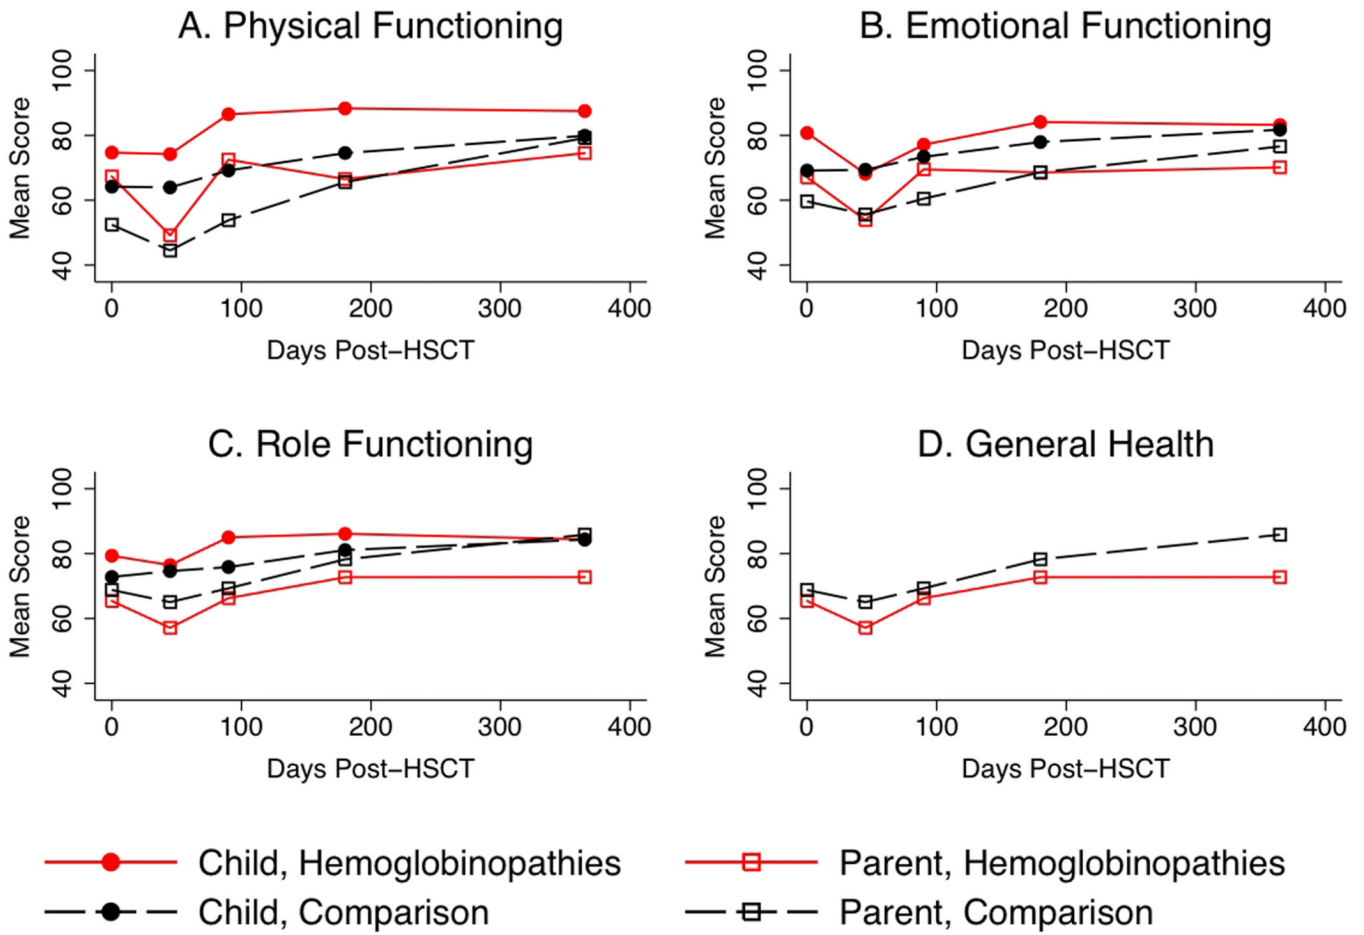 A. Physical Functioning
B. Emotional Functioning
Mean Score
100
80
60
40
0
100
200
300
400
Days Post–HSCT
Mean Score
100
80
60
40
0
100
200
300
400
Days Post–HSCT
C. Role Functioning
D. General Health
Mean Score
100
80
60
40
0
100
200
300
400
Days Post–HSCT
Mean Score
100
80
60
40
0
100
200
300
400
Days Post–HSCT
Child, Hemoglobinopathies
Parent, Hemoglobinopathies
Child, Comparison
Parent, Comparison